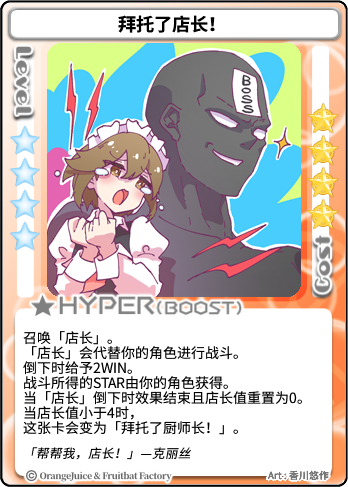 拜托了店长！
Level
BOSS
Cost
HYPER(BOOST)
召唤「店长」。
「店长」会代替你的角色进行战斗。
倒下时给予2WIN。
战斗所得的STAR由你的角色获得。
当「店长」倒下时效果结束且店长值重置为0。
当店长值小于4时，
这张卡会变为「拜托了厨师长！」。
「帮帮我，店长！」—克丽丝
© OrangeJuice & Fruitbat Factory
Art.: 香川悠作